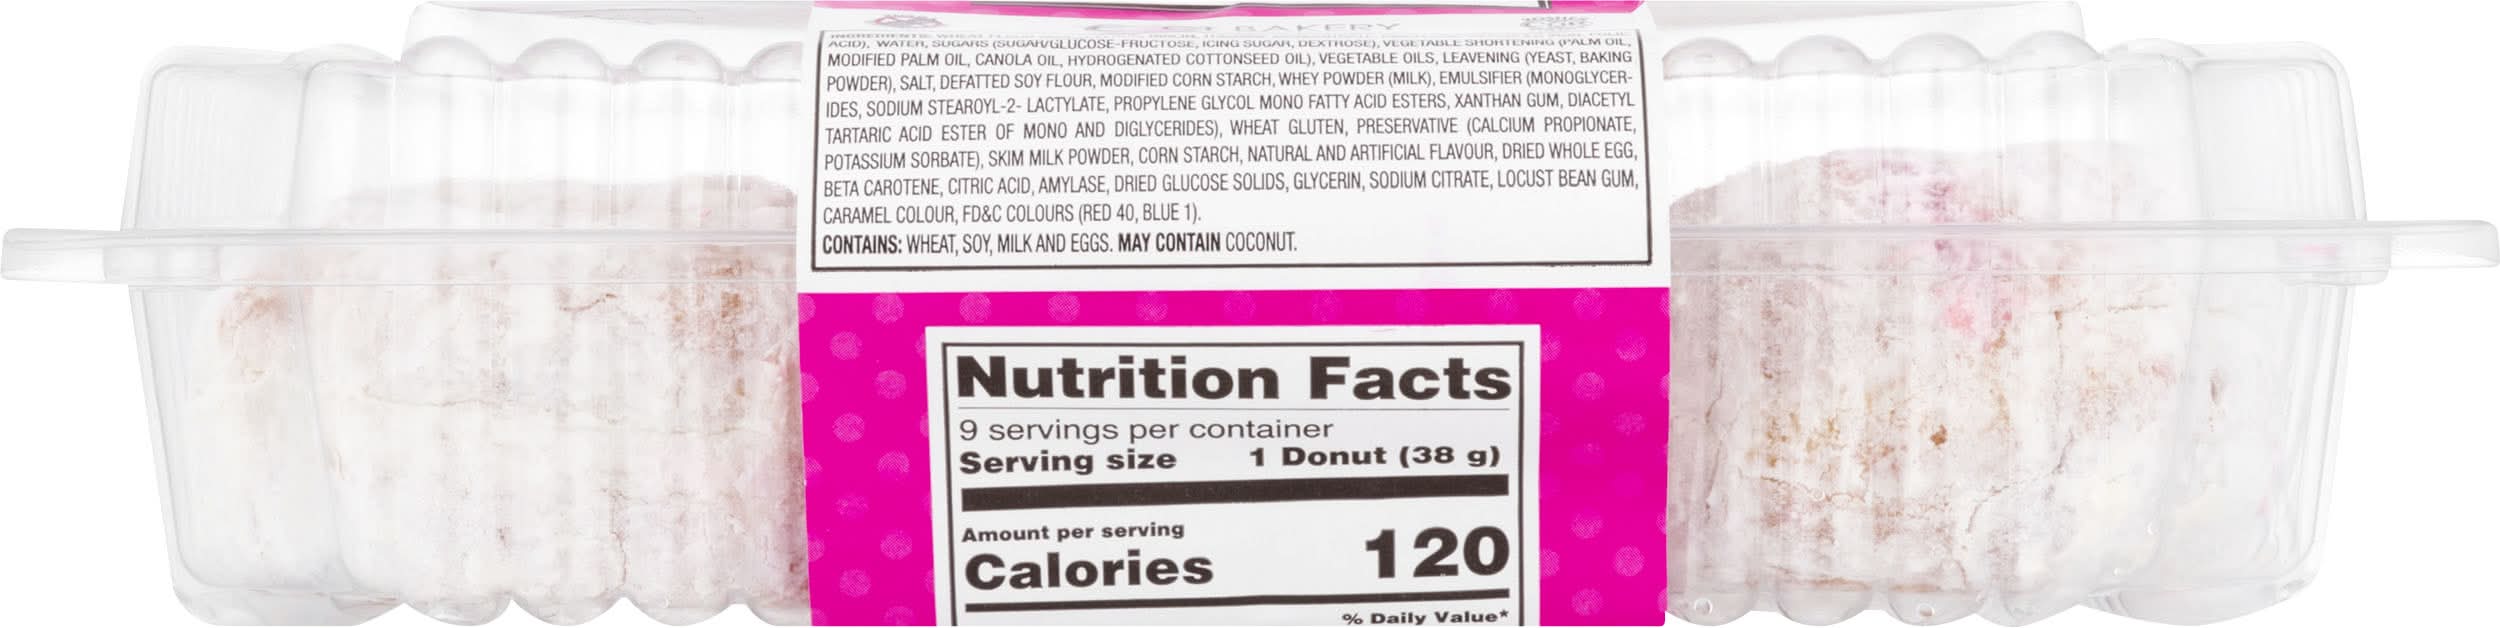 BAKERY
INGREDIENTS: WHEAT
ACID), WATER, SUGARS (SUGAR/GLUCOSE-FRUCTOSE, ICING SUGAR, DEXTROSE), VEGETABLE SHORTENING (PALM OIL,
MODIFIED PALM OIL, CANOLA OIL, HYDROGENATED COTTONSEED OIL), VEGETABLE OILS, LEAVENING (YEAST, BAKING
POWDER), SALT, DEFATTED SOY FLOUR, MODIFIED CORN STARCH, WHEY POWDER (MILK), EMULSIFIER (MONOGLYCER-
IDES, SODIUM STEAROYL-2- LACTYLATE, PROPYLENE GLYCOL MONO FATTY ACID ESTERS, XANTHAN GUM, DIACETYL
TARTARIC ACID ESTER OF MONO AND DIGLYCERIDES), WHEAT GLUTEN, PRESERVATIVE (CALCIUM PROPIONATE,
POTASSIUM SORBATE), SKIM MILK POWDER, CORN STARCH, NATURAL AND ARTIFICIAL FLAVOUR, DRIED WHOLE EGG,
BETA CAROTENE, CITRIC ACID, AMYLASE, DRIED GLUCOSE SOLIDS, GLYCERIN, SODIUM CITRATE, LOCUST BEAN GUM,
CARAMEL COLOUR, FD&C COLOURS (RED 40, BLUE 1).
CONTAINS: WHEAT, SOY, MILK AND EGGS. MAY CONTAIN COCONUT.
Nutrition Facts
9 servings per container
Serving size 1 Donut (38 g)
Amount per serving
Calories 120
% Daily Value*